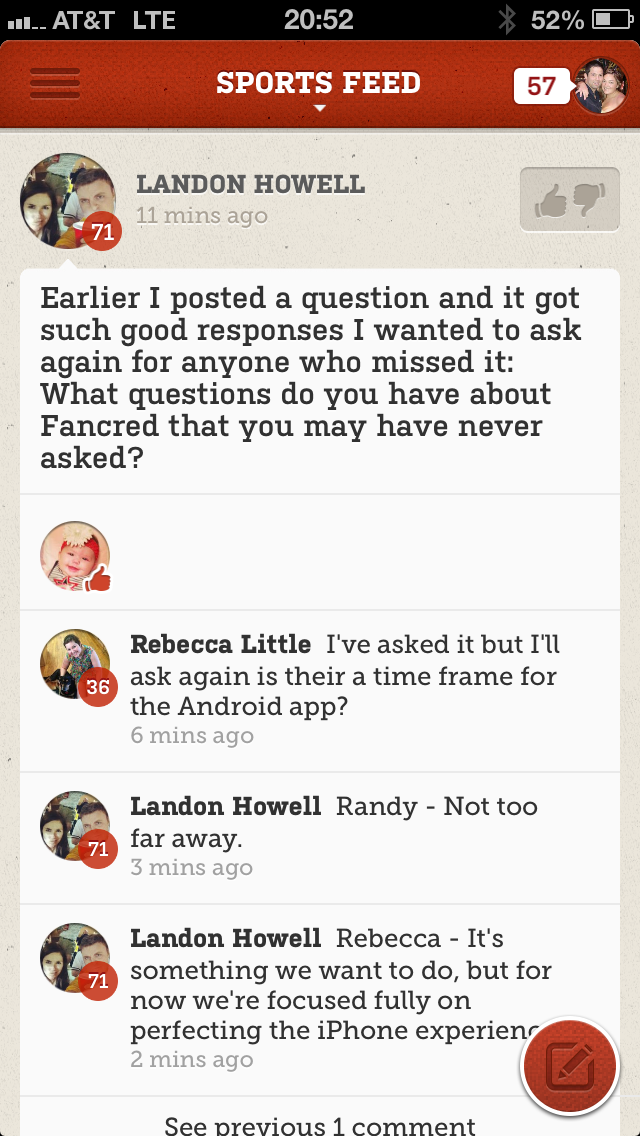 AT&T LTE 20:52 52%
SPORTS FEED
57
LANDON HOWELL
11 mins ago
71
Earlier I posted a question and it got
such good responses I wanted to ask
again for anyone who missed it:
What questions do you have about
Fancred that you may have never
asked?
Rebecca Little I've asked it but I'll
ask again is their a time frame for
the Android app?
36
6 mins ago
Landon Howell Randy - Not too
far away.
71
3 mins ago
Landon Howell Rebecca - It's
something we want to do, but for
71
now we're focused fully on
perfecting the iPhone experienc
2 mins ago
See previous 1 comment